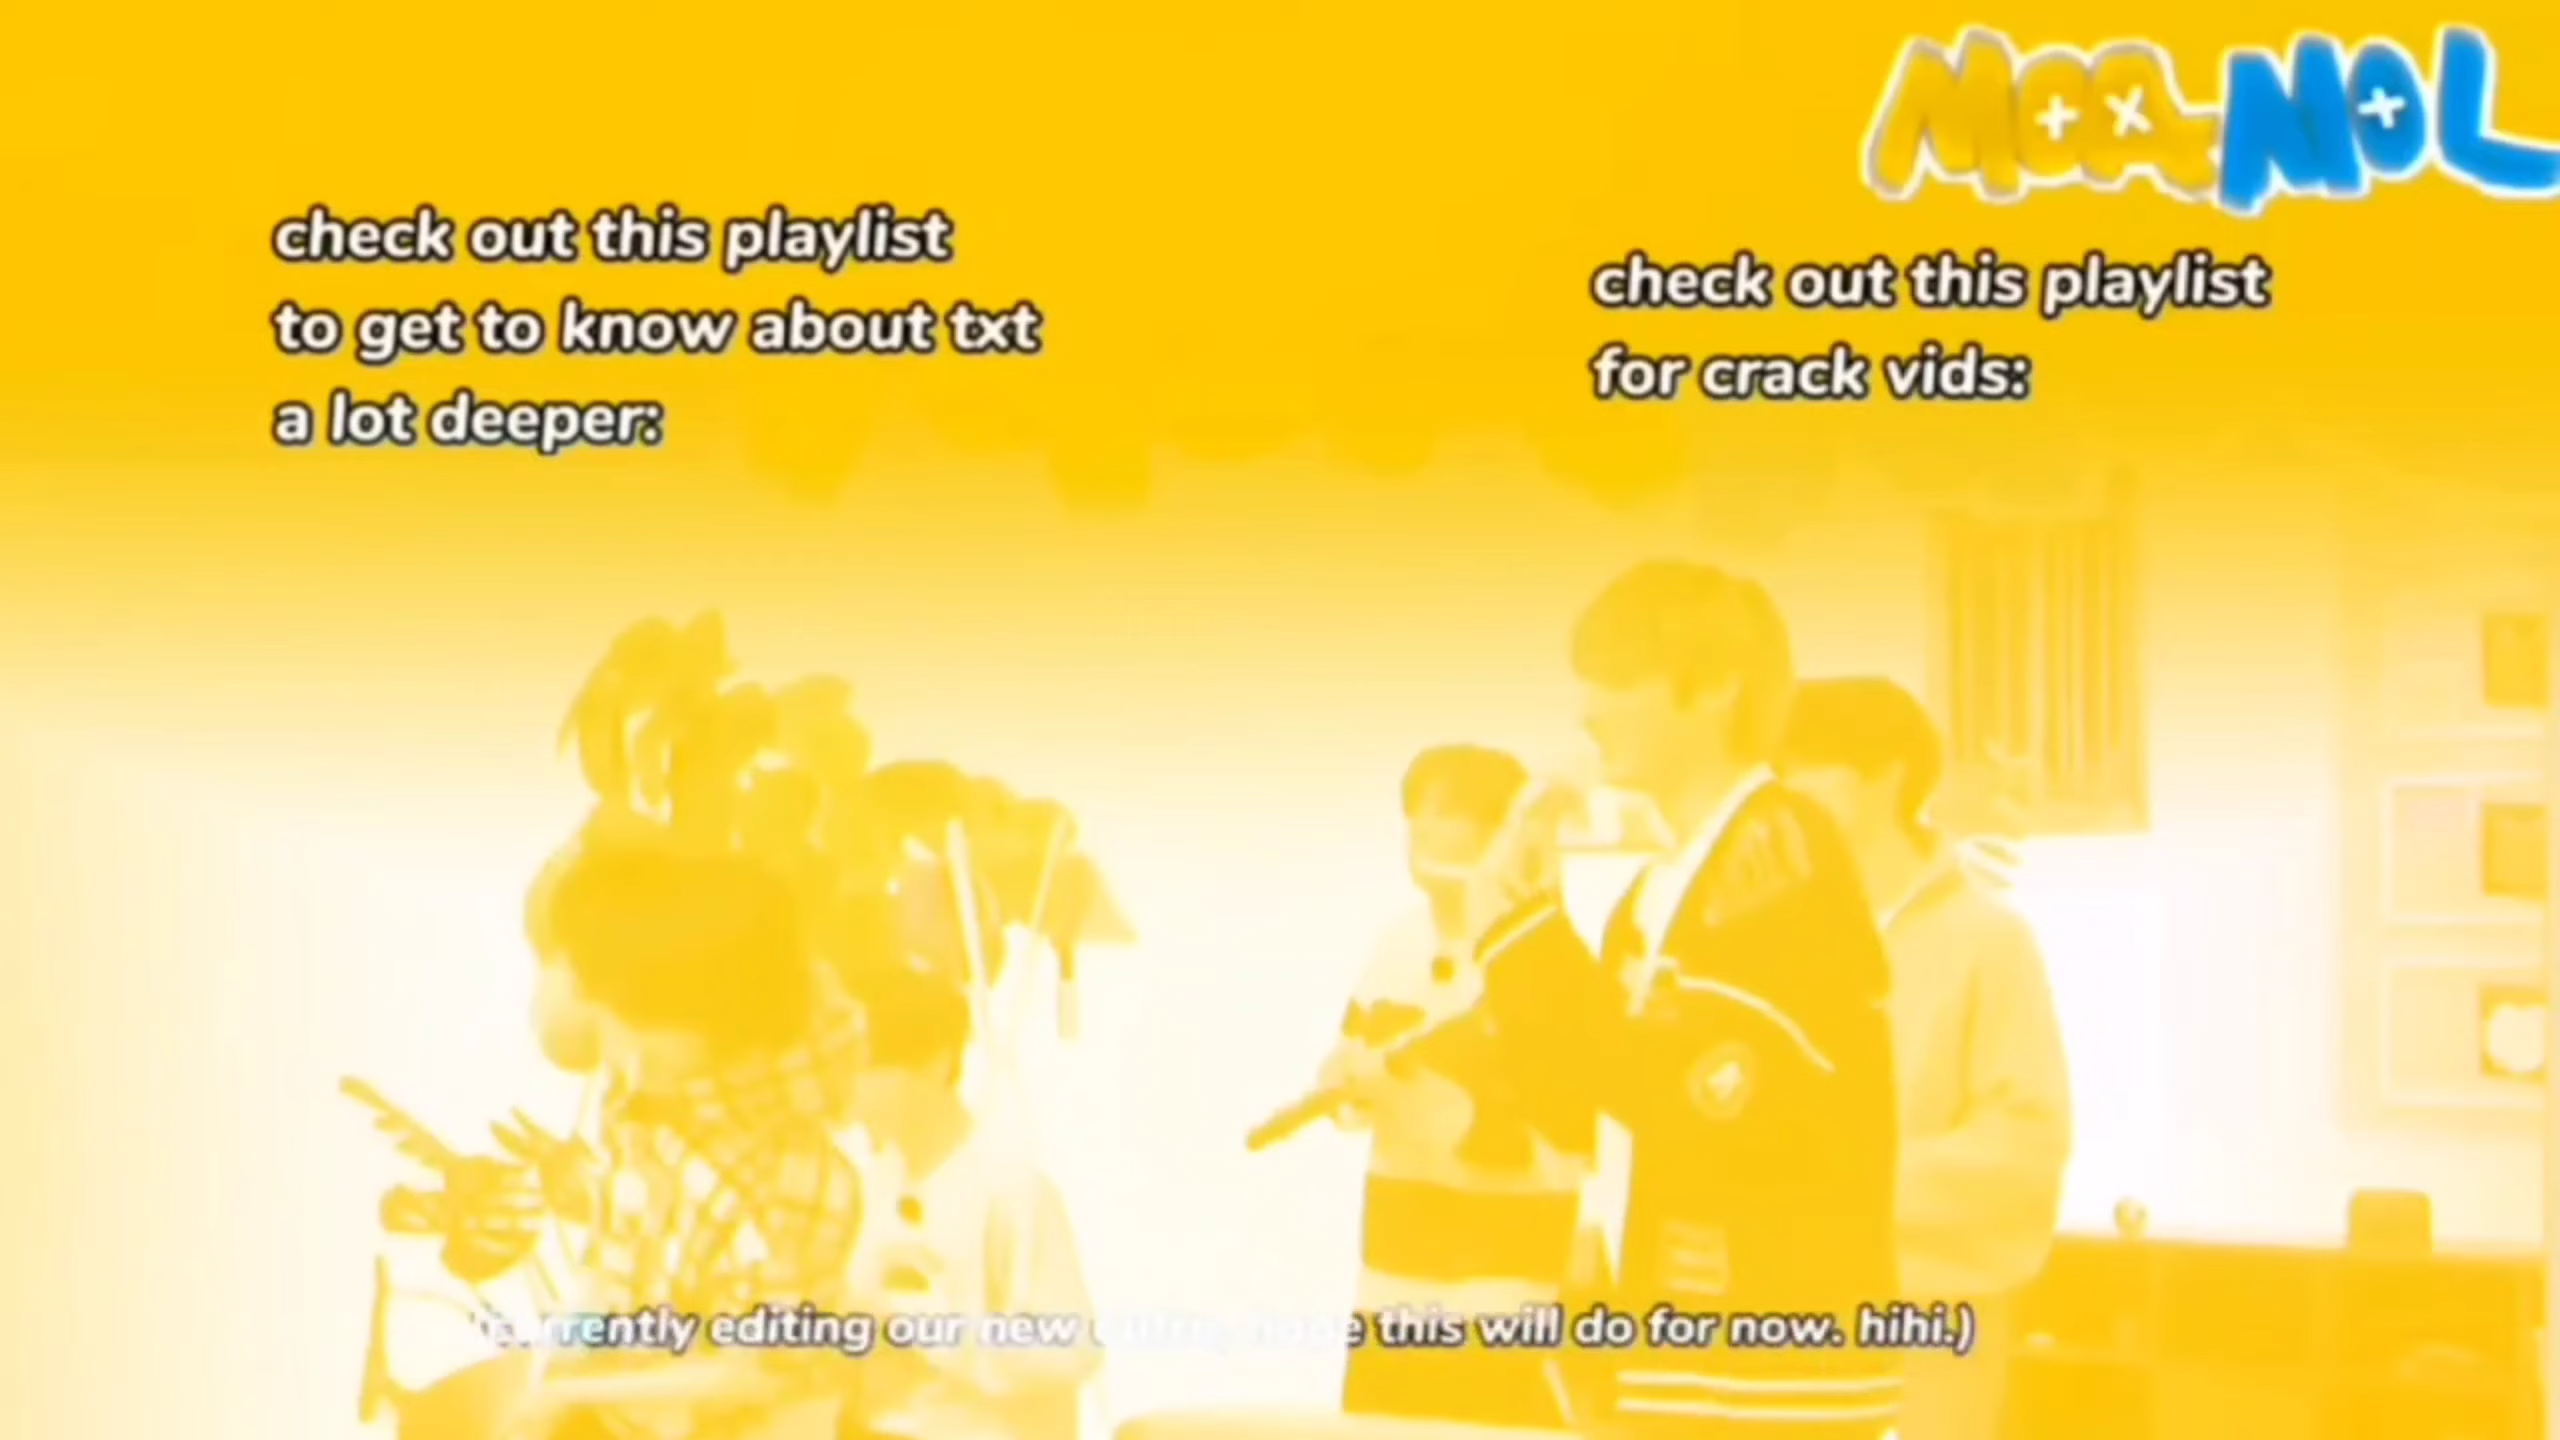 MOA MOL
check out this playlist
to get to know about txt
a lot deeper:
check out this playlist
for crack vids:
editing our new this will do for now. hihi.)